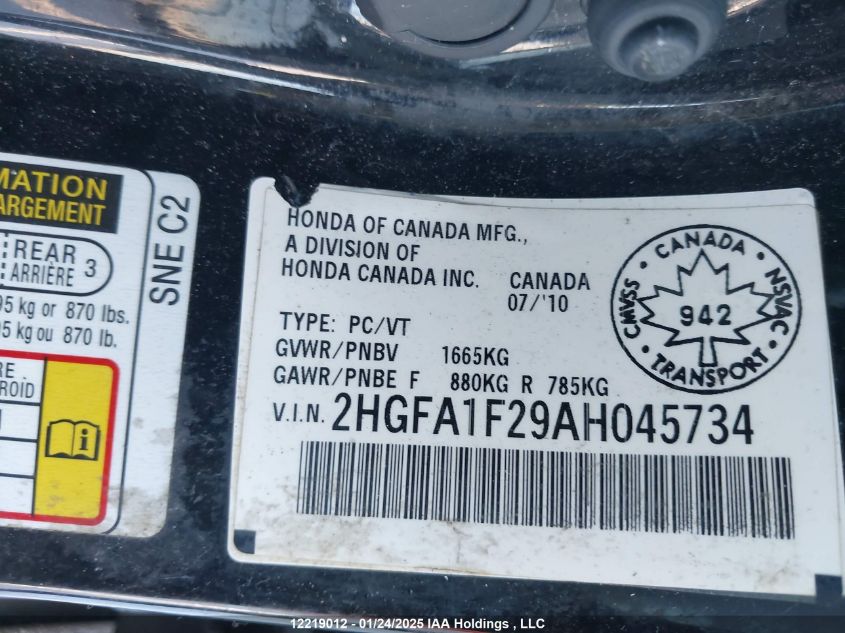 MATION
ARGEMENT
REAR 3
ARRIÈRE
95 kg or 870 lbs.
95 kg ou 870 lb.
RE
ROID
i
SNE C2
HONDA OF CANADA MFG.,
A DIVISION OF
HONDA CANADA INC. CANADA
07/'10
TYPE: PC/VT
GVWR/PNBV 1665KG
GAWR/PNBE F 880KG R 785KG
V.I.N. 2HGFA1F29AH045734
CANADA
CMVSS 942 NSVAC
TRANSPORT
12219012 - 01/24/2025 IAA Holdings , LLC